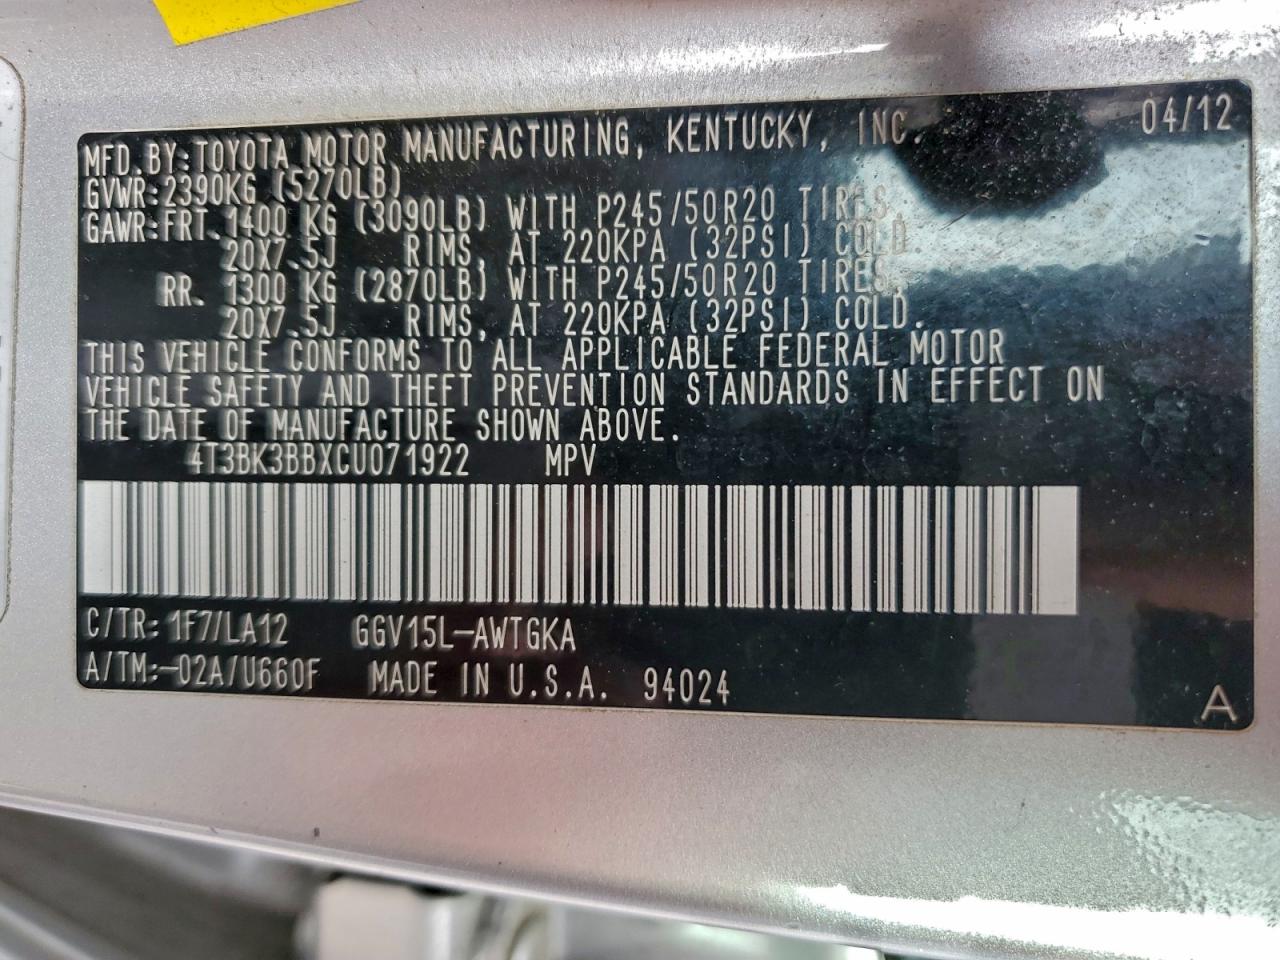 04/12
MFD.BY:TOYOTA MOTOR MANUFACTURING, KENTUCKY, INC.
GVWR:2390KG (5270LB)
GAWR:FRT. 1400 KG (3090LB) WITH P245/50R20 TIRES,
20X7.5J RIMS, AT 220KPA (32PSI) COLD.
RR. 1300 KG (2870LB) WITH P245/50R20 TIRES,
20X7.5J RIMS, AT 220KPA (32PSI) COLD.
THIS VEHICLE CONFORMS TO ALL APPLICABLE FEDERAL MOTOR
VEHICLE SAFETY AND THEFT PREVENTION STANDARDS IN EFFECT ON
THE DATE OF MANUFACTURE SHOWN ABOVE.
4T3BK3BBXCU071922 MPV
C/TR: 1F7/LA12 GGV15L-AWTGKA
A/TM:-02A/U660F MADE IN U.S.A. 94024
A